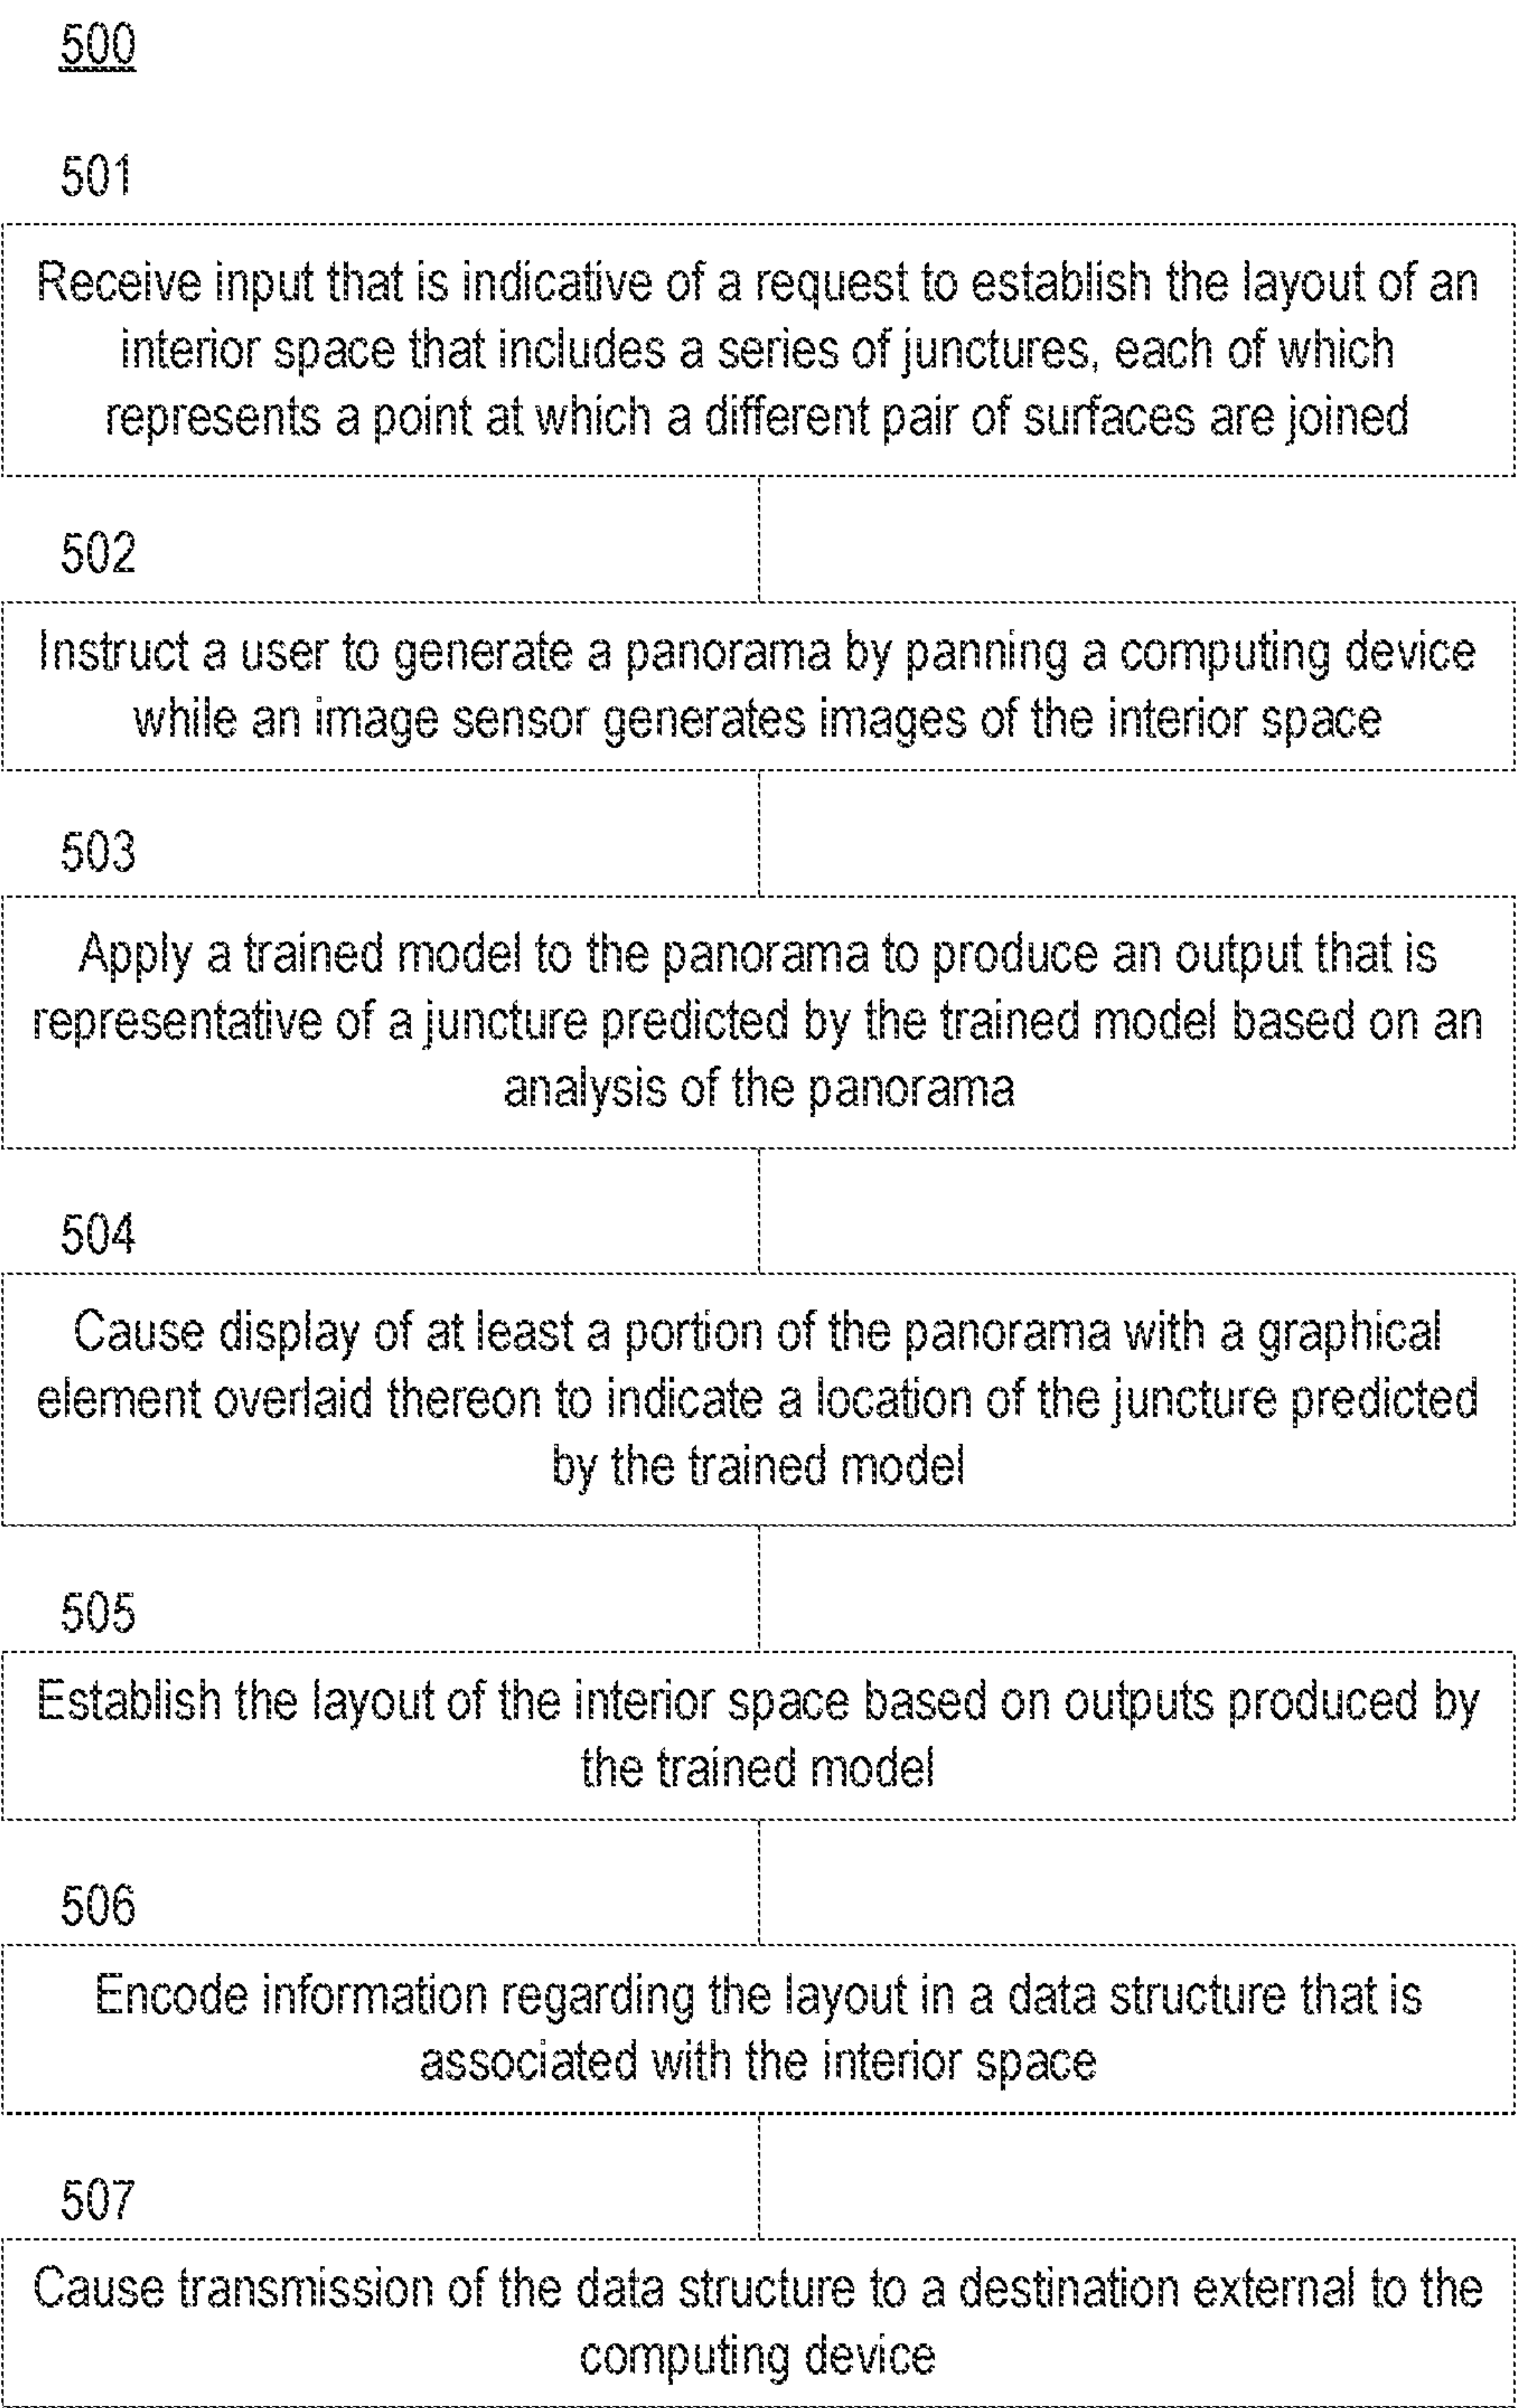 500
501
Receive input that is indicative of a request to establish the layout of an
interior space that includes a series of junctures, each of which
represents a point at which a different pair of surfaces are joined
502
Instruct a user to generate a panorama by panning a computing device
while an image sensor generates images of the interior space
503
Apply a trained model to the panorama to produce an output that is
representative of a juncture predicted by the trained model based on an
analysis of the panorama
504
Cause display of at least a portion of the panorama with a graphical
element overlaid thereon to indicate a location of the juncture predicted
by the trained model
505
Establish the layout of the interior space based on outputs produced by
the trained model
506
Encode information regarding the layout in a data structure that is
associated with the interior space
507
Cause transmission of the data structure to a destination external to the
computing device